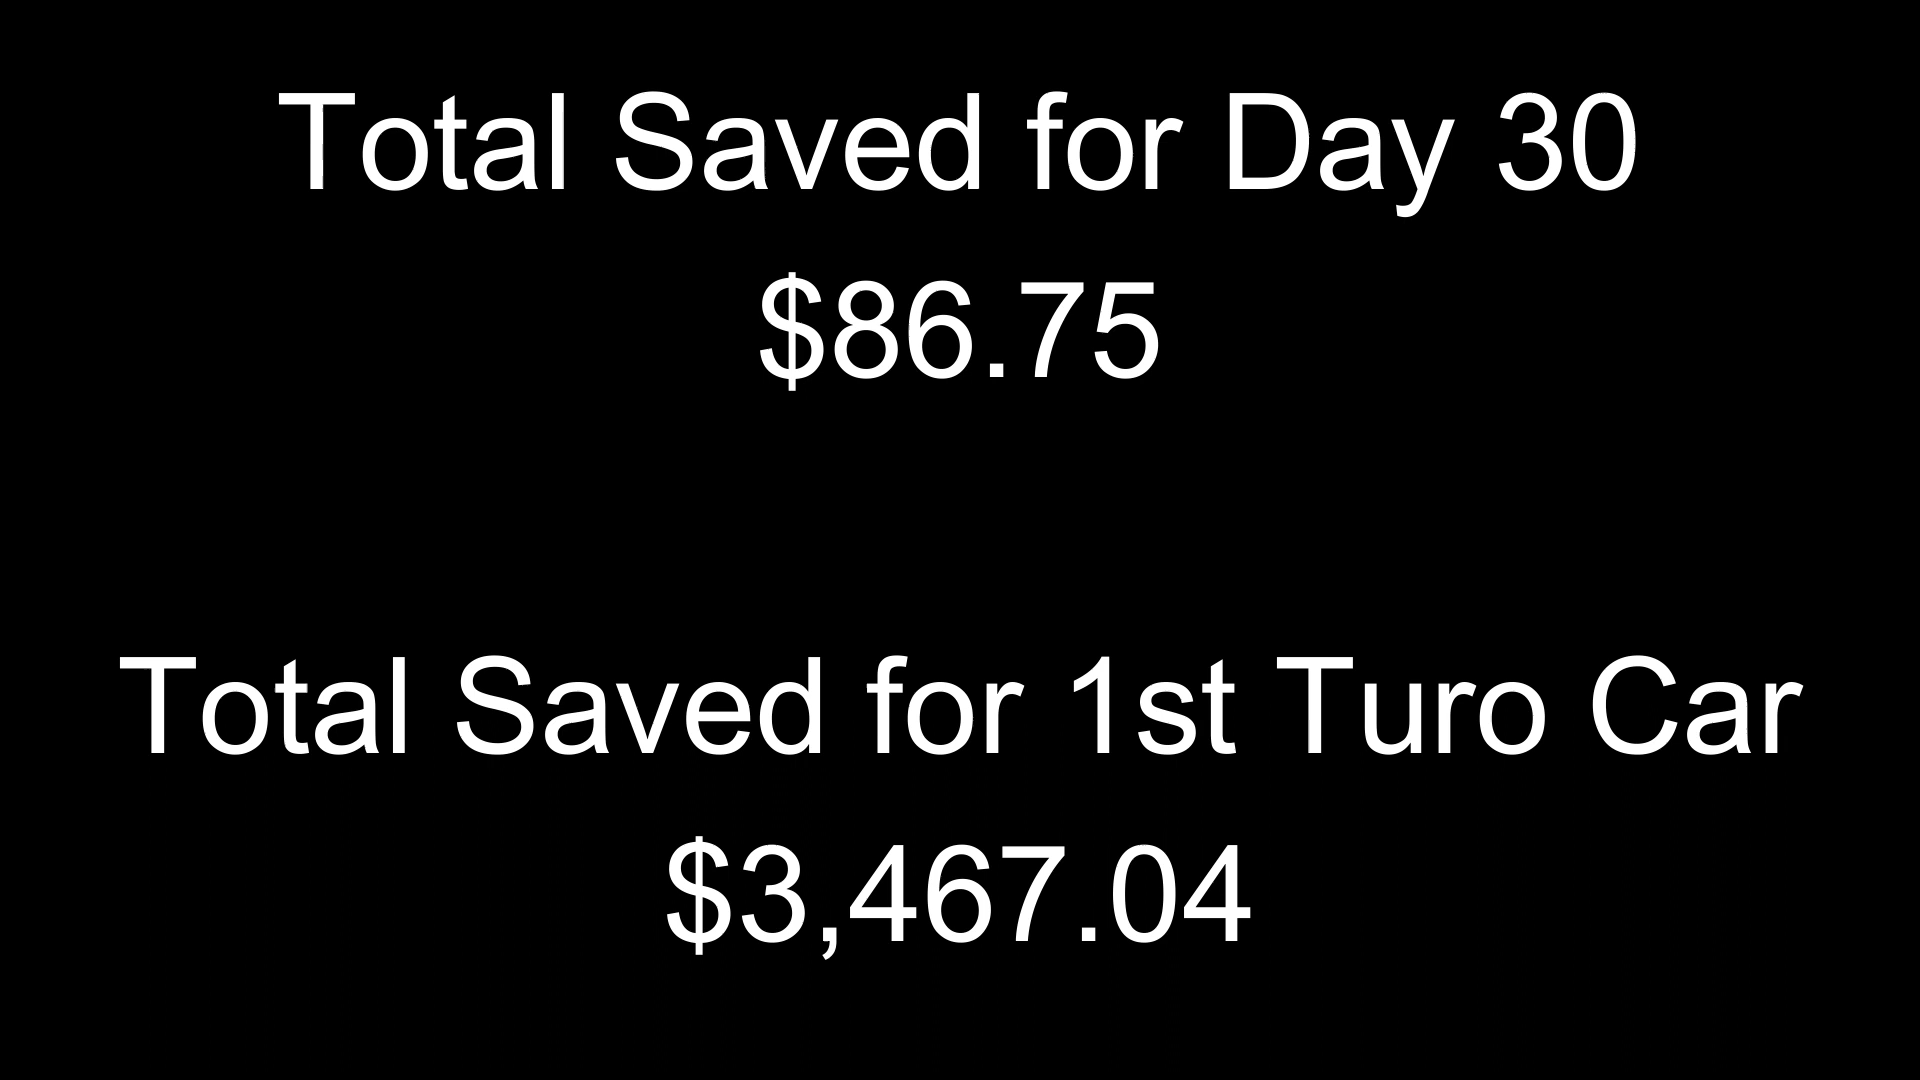 Total Saved for Day 30
$86.75
Total Saved for 1st Turo Car
$3,467.04